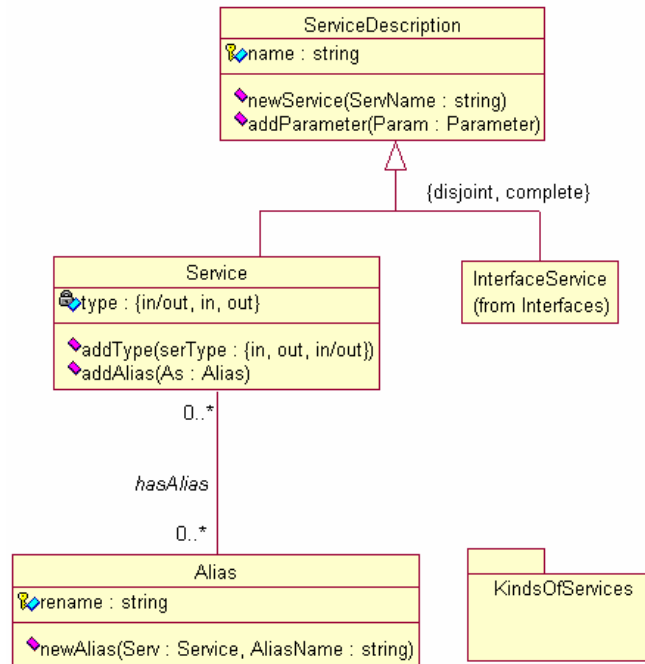 ServiceDescription
name : string
newService(ServName : string)
addParameter(Param : Parameter)
{disjoint, complete}
Service
type : {in/out, in, out}
addType(serType : {in, out, in/out})
addAlias(As : Alias)
InterfaceService
(from Interfaces)
0..*
hasAlias
0..*
Alias
rename : string
newAlias(Serv : Service, AliasName : string)
KindsOfServices